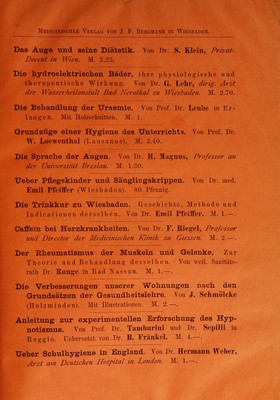 Medizinischer Verlag von J. F. Bergmann in Wiesbaden.
Das Auge und seine Diätetik. Von Dr. S. Klein, Privat-
Docent in Wien. M. 2.25.
Die hydroelektrischen Bäder, ihre physiologische und
therapeutische Wirkung. Von Dr. G. Lehr, dirig. Arzt
der Wasserheilanstalt Bad Nerothal zu Wiesbaden. M. 2.70.
Die Behandlung der Uraemie. Von Prof. Dr. Leube in Er-
langen. Mit Holzschnitten. M. 1.
Grundzüge einer Hygiene des Unterrichts. Von Prof. Dr.
W. Loewenthal (Lausanne). M. 2.40.
Die Sprache der Augen. Von Dr. H. Magnus, Professor an
der Universität Breslau. M. 1.20.
Ueber Pflegekinder und Säuglingskrippen. Von Dr. med.
Emil Pfeiffer (Wiesbaden). 80 Pfennig.
Die Trinkkur zu Wiesbaden. Geschichte, Methode und
Indicationen derselben. Von Dr. Emil Pfeiffer. M. 1.—.
Caffeïn bei Herzkrankheiten. Von Dr. F. Riegel, Professor
und Director der Medicinischen Klinik zu Giessen. M. 2.—.
Der Rheumatismus der Muskeln und Gelenke. Zur
Theorie und Behandlung desselben. Von weil. Sanitäts-
rath Dr. Runge in Bad Nassau. M. 1.—.
Die Verbesserungen unserer Wohnungen nach den
Grundsätzen der Gesundheitslehre. Von J. Schmölcke
(Holzminden). Mit Illustrationen. M. 2.—.
Anleitung zur experimentellen Erforschung des Hyp-
notismus. Von Prof. Dr. Tamburini und Dr. Sepilli in
Reggio. Uebersetzt von Dr. H. Fränkel. M. 4.—.
Ueber Schulhygiene in England. Von Dr. Hermann Weber,
Arzt am Deutschen Hospital in London. M. 1.—.